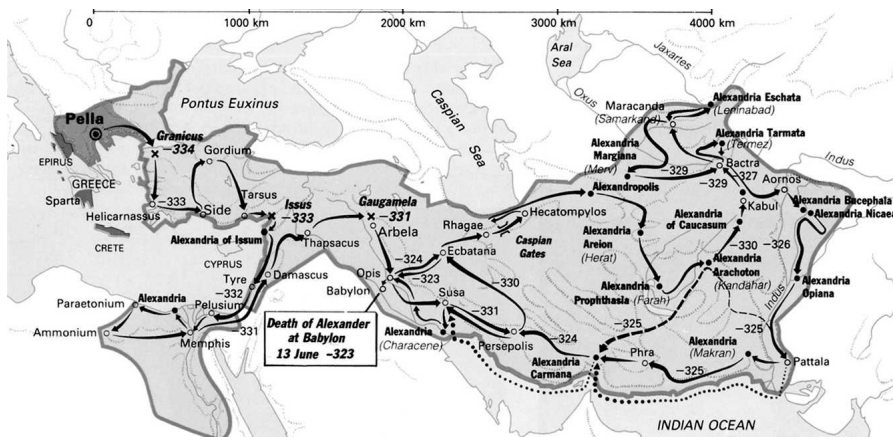 0
1000 km
2000 km
3000 km
4000 km
Aral
Sea
Jaxartes
Oxus
Pontus Euxinus
Caspian
Sea
Pella
Granicus
-334
EPIRUS
GREECE
Sparta
CRETE
Gordium
-333
Helicarnassus
Side
Tarsus
Issus
-333
Alexandria of Issum
CYPRUS
Thapsacus
Tyre
-332
Damascus
Paraetonium
Alexandria
Pelusium
Ammonium
Memphis
-331
Gaugamela
-331
Arbela
Opis
-324
-323
Babylon
Ecbatana
Rhagae
Hecatompylos
Caspian
Gates
-330
Susa
-331
Death of Alexander
at Babylon
13 June -323
Alexandria
(Characene)
Persepolis
-324
Alexandria
Carmana
Maracanda
(Samarkand)
Alexandria Eschata
(Leninabad)
Alexandria Tarmata
(Termez)
Alexandria
Margiana
(Merv)
-329
-329
Bactra
-327
Alexandropolis
Aornos
Indus
Kabul
Alexandria Bucephala
Alexandria Nicaea
Alexandria
of Caucasum
-330
-326
Alexandria
Areion
(Herat)
Alexandria
Prophthasia
(Farah)
Alexandria
Arachoton
(Kandahar)
Alexandria
Opiana
Indus
-325
-325
Alexandria
(Makran)
Phra
-325
Pattala
INDIAN OCEAN